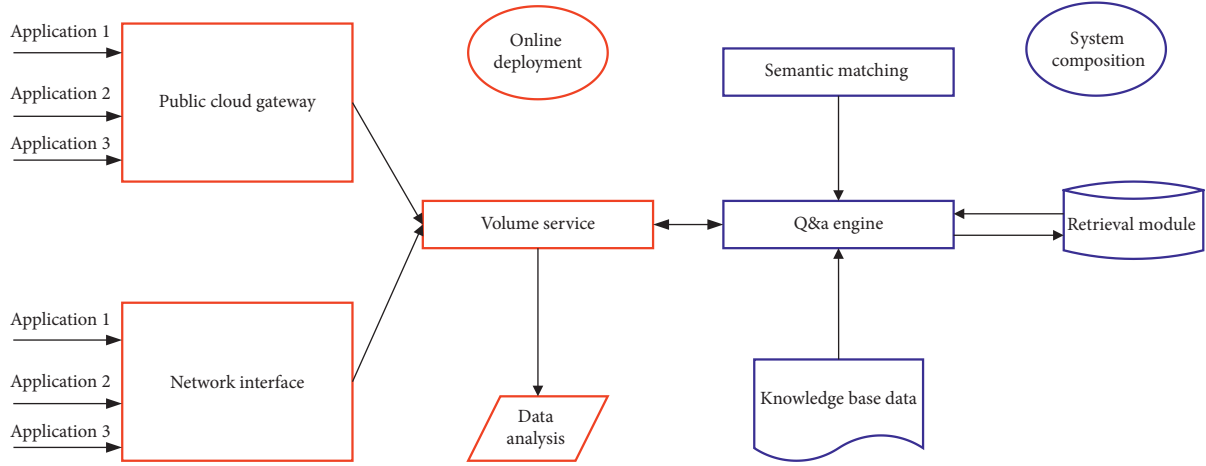 Application 1
Application 2
Application 3
Public cloud gateway
Online
deployment
Semantic matching
System
composition
Volume service
Q&a engine
Retrieval module
Application 1
Application 2
Application 3
Network interface
Data
analysis
Knowledge base data